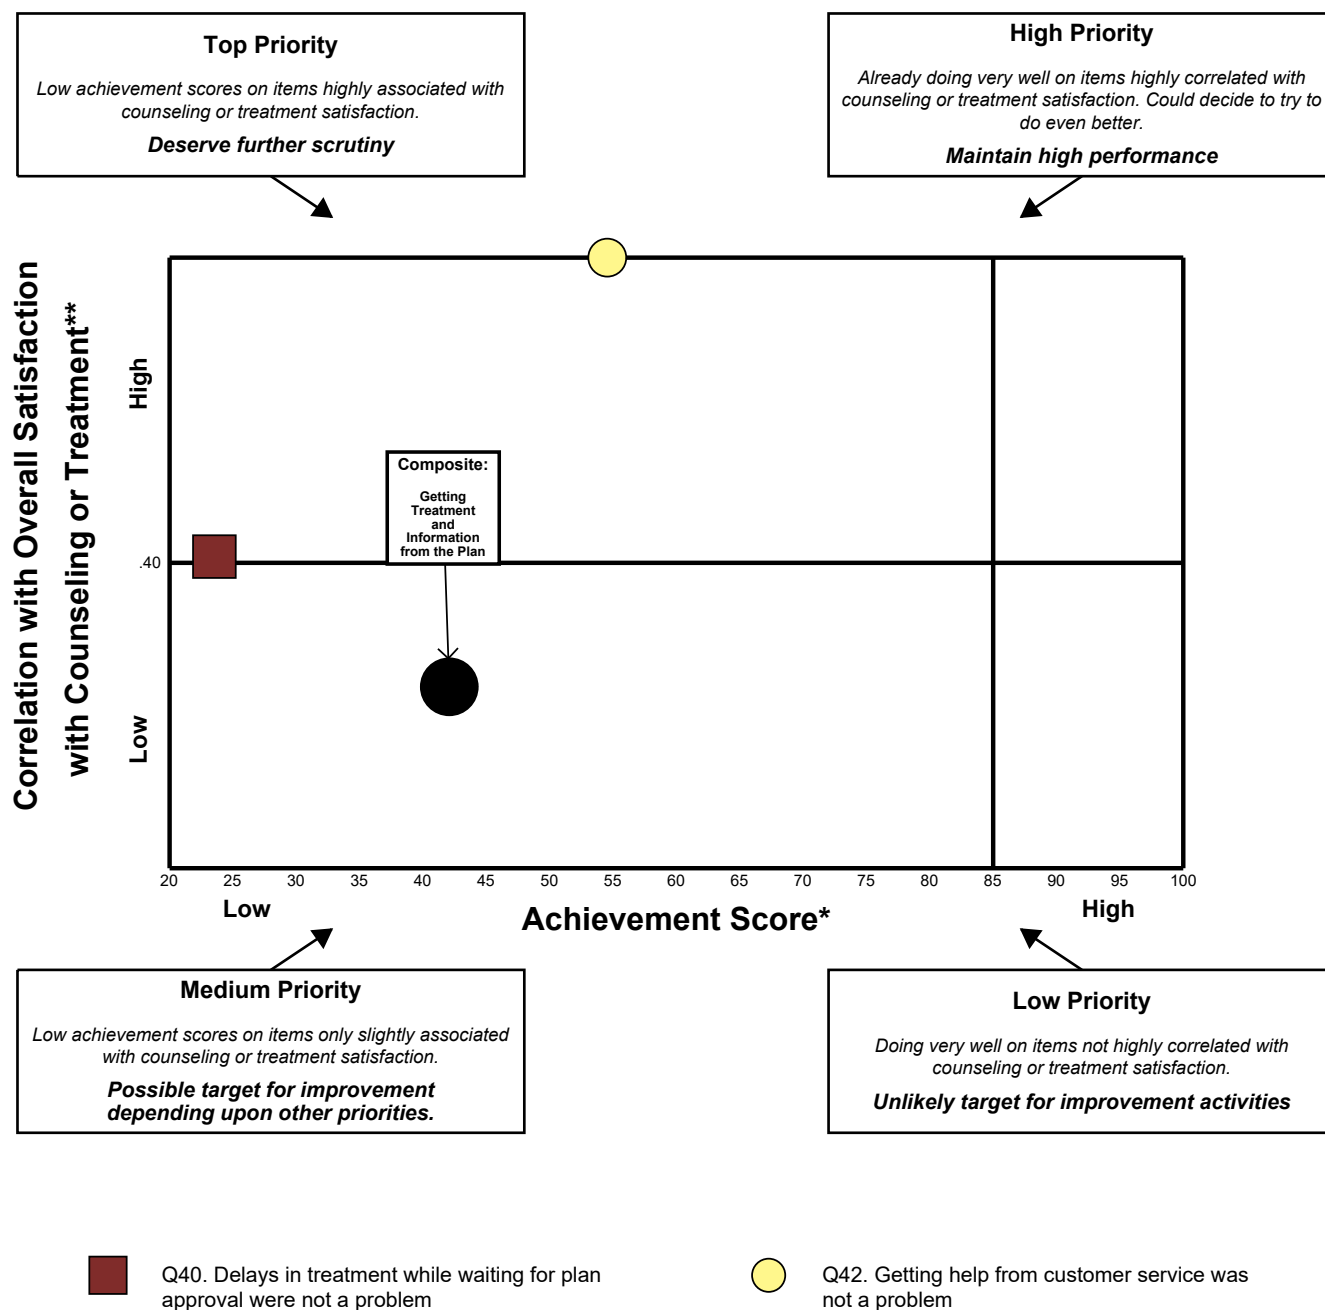 Top Priority
Low achievement scores on items highly associated with
counseling or treatment satisfaction.
Deserve further scrutiny
High Priority
Already doing very well on items highly correlated with
counseling or treatment satisfaction. Could decide to try to
do even better.
Maintain high performance
Correlation with Overall Satisfaction
with Counseling or Treatment**
High
.40
Low
Composite:
Getting
Treatment
and
Information
from the Plan
20 25 30 35 40 45 50 55 60 65 70 75 80 85 90 95 100
Low
Achievement Score*
High
Medium Priority
Low achievement scores on items only slightly associated
with counseling or treatment satisfaction.
Possible target for improvement
depending upon other priorities.
Low Priority
Doing very well on items not highly correlated with
counseling or treatment satisfaction.
Unlikely target for improvement activities
Q40. Delays in treatment while waiting for plan
approval were not a problem
Q42. Getting help from customer service was
not a problem